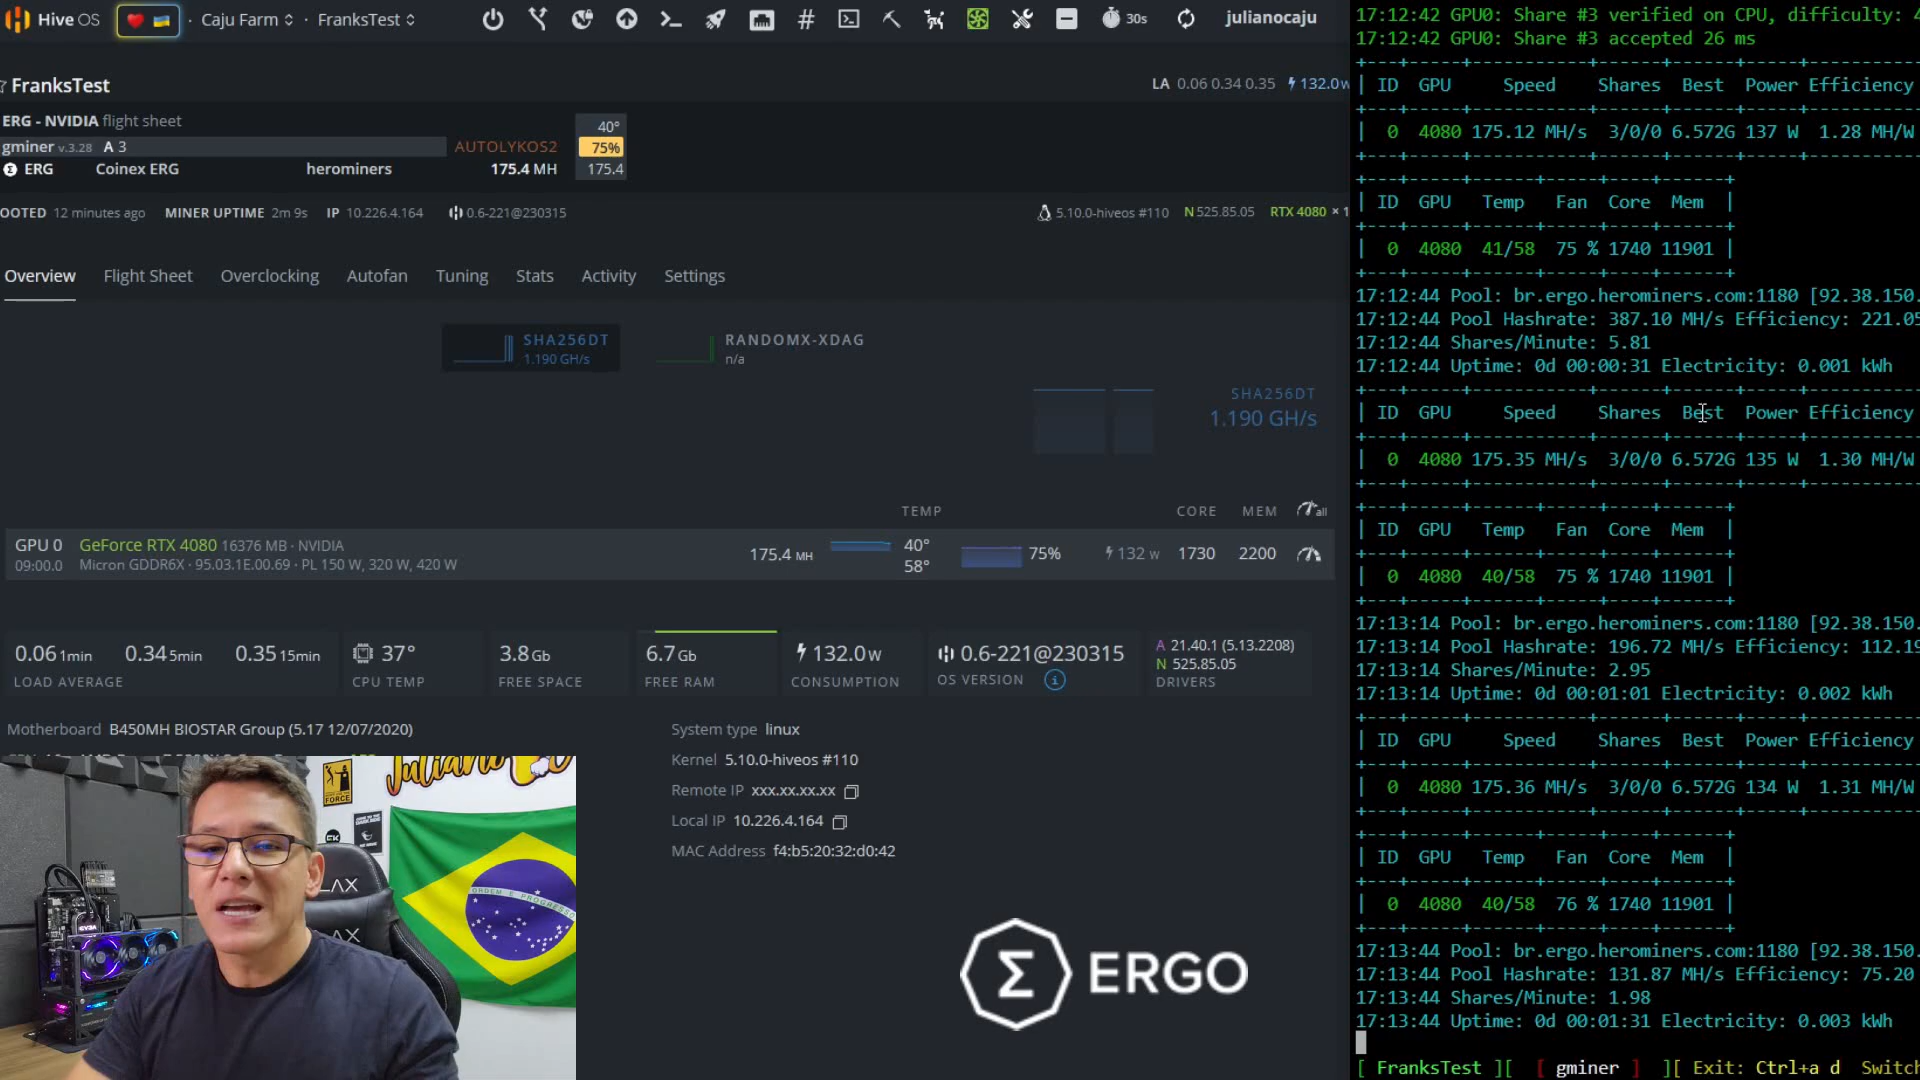 Hive OS · Caju Farm · FranksTest 30s julianocaju
FranksTest
LA 0.06 0.34 0.35 132.0w
ERG - NVIDIA flight sheet
gminer v.3.28 A 3 AUTOLYKOS2
ERG Coinex ERG herominers 175.4 MH
40°
75%
175.4
OOTED 12 minutes ago MINER UPTIME 2m 9s IP 10.226.4.164 0.6-221@230315 5.10.0-hiveos #110 N 525.85.05 RTX 4080 × 1
Overview Flight Sheet Overclocking Autofan Tuning Stats Activity Settings
SHA256DT
1.190 GH/s
RANDOMX-XDAG
n/a
SHA256DT
1.190 GH/s
TEMP CORE MEM all
GPU 0 GeForce RTX 4080 16376 MB · NVIDIA
09:00.0 Micron GDDR6X · 95.03.1E.00.69 · PL 150 W, 320 W, 420 W
175.4 MH 40° 58° 75% 132 W 1730 2200
0.06 1min 0.34 5min 0.35 15min
LOAD AVERAGE
37°
CPU TEMP
3.8 Gb
FREE SPACE
6.7 Gb
FREE RAM
132.0 W
CONSUMPTION
0.6-221@230315
OS VERSION
A 21.40.1 (5.13.2208)
N 525.85.05
DRIVERS
Motherboard B450MH BIOSTAR Group (5.17 12/07/2020)
System type linux
Kernel 5.10.0-hiveos #110
Remote IP xxx.xx.xx.xx
Local IP 10.226.4.164
MAC Address f4:b5:20:32:d0:42
Juliano
FORCE
LAX
AX
EVGA
ORDEM E PROGRESSO
Σ ERGO
17:12:42 GPU0: Share #3 verified on CPU, difficulty: 4
17:12:42 GPU0: Share #3 accepted 26 ms
| ID GPU Speed Shares Best Power Efficiency
| 0 4080 175.12 MH/s 3/0/0 6.572G 137 W 1.28 MH/W
| ID GPU Temp Fan Core Mem |
| 0 4080 41/58 75 % 1740 11901 |
17:12:44 Pool: br.ergo.herominers.com:1180 [92.38.150.
17:12:44 Pool Hashrate: 387.10 MH/s Efficiency: 221.05
17:12:44 Shares/Minute: 5.81
17:12:44 Uptime: 0d 00:00:31 Electricity: 0.001 kWh
| ID GPU Speed Shares Best Power Efficiency
| 0 4080 175.35 MH/s 3/0/0 6.572G 135 W 1.30 MH/W
| ID GPU Temp Fan Core Mem |
| 0 4080 40/58 75 % 1740 11901 |
17:13:14 Pool: br.ergo.herominers.com:1180 [92.38.150.
17:13:14 Pool Hashrate: 196.72 MH/s Efficiency: 112.19
17:13:14 Shares/Minute: 2.95
17:13:14 Uptime: 0d 00:01:01 Electricity: 0.002 kWh
| ID GPU Speed Shares Best Power Efficiency
| 0 4080 175.36 MH/s 3/0/0 6.572G 134 W 1.31 MH/W
| ID GPU Temp Fan Core Mem |
| 0 4080 40/58 76 % 1740 11901 |
17:13:44 Pool: br.ergo.herominers.com:1180 [92.38.150.
17:13:44 Pool Hashrate: 131.87 MH/s Efficiency: 75.20
17:13:44 Shares/Minute: 1.98
17:13:44 Uptime: 0d 00:01:31 Electricity: 0.003 kWh
[ FranksTest ][ [ gminer ] ][ Exit: Ctrl+a d Switch